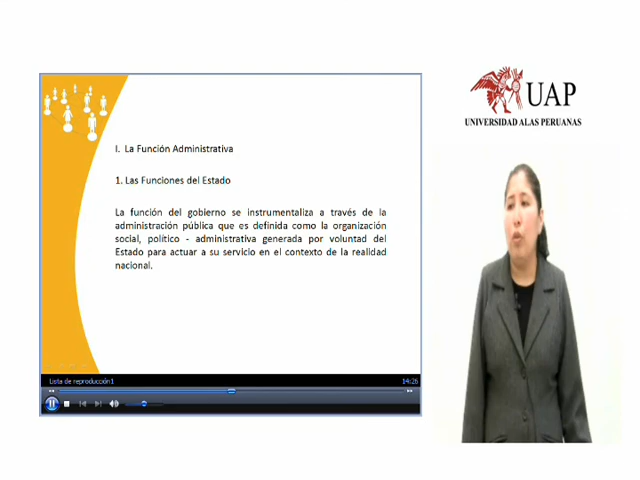 UAP
UNIVERSIDAD ALAS PERUANAS
I. La Función Administrativa
1. Las Funciones del Estado
La función del gobierno se instrumentaliza a través de la
administración pública que es definida como la organización
social, político - administrativa generada por voluntad del
Estado para actuar a su servicio en el contexto de la realidad
nacional.
Lista de reproducción1
14:26